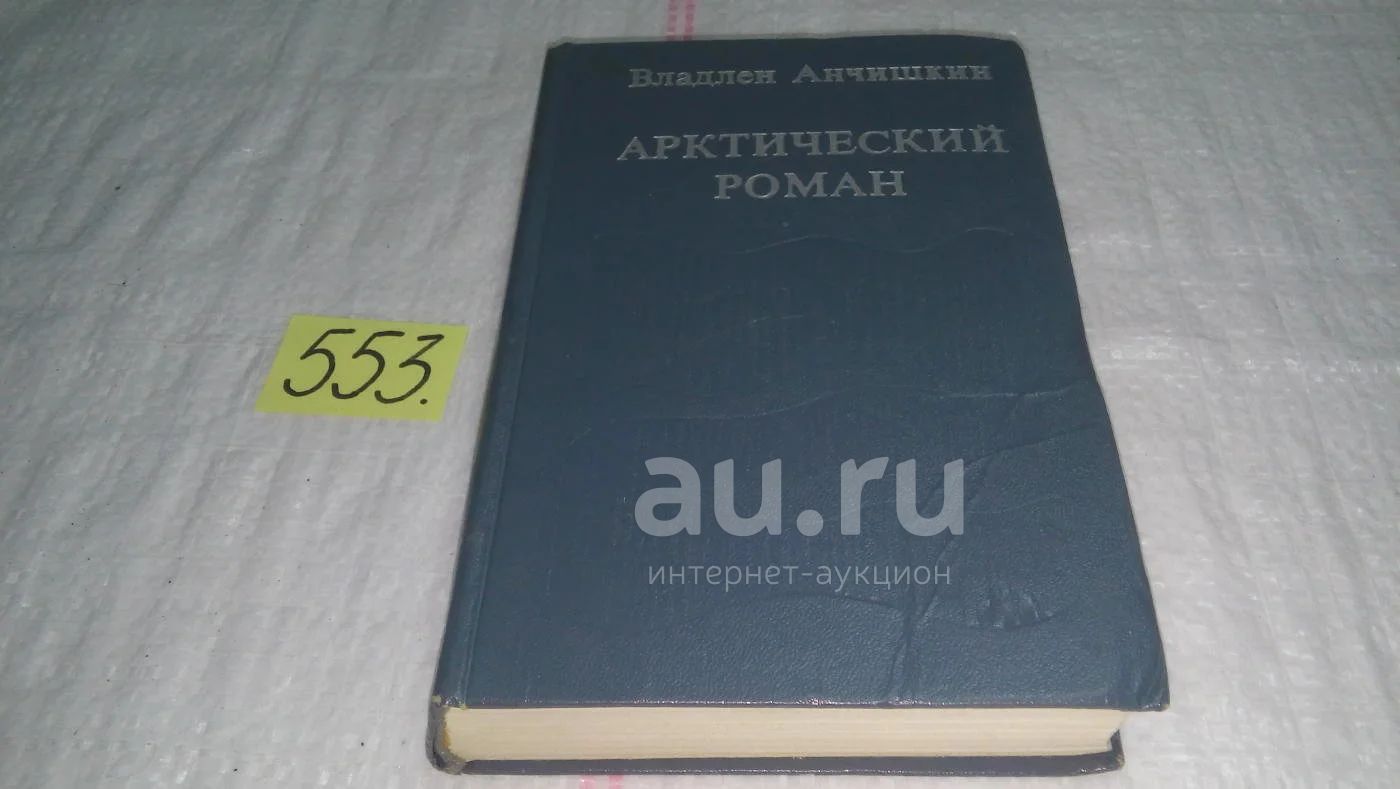 Владлен Анчишкин
АРКТИЧЕСКИЙ
РОМАН
553.
au.ru
интернет-аукцион